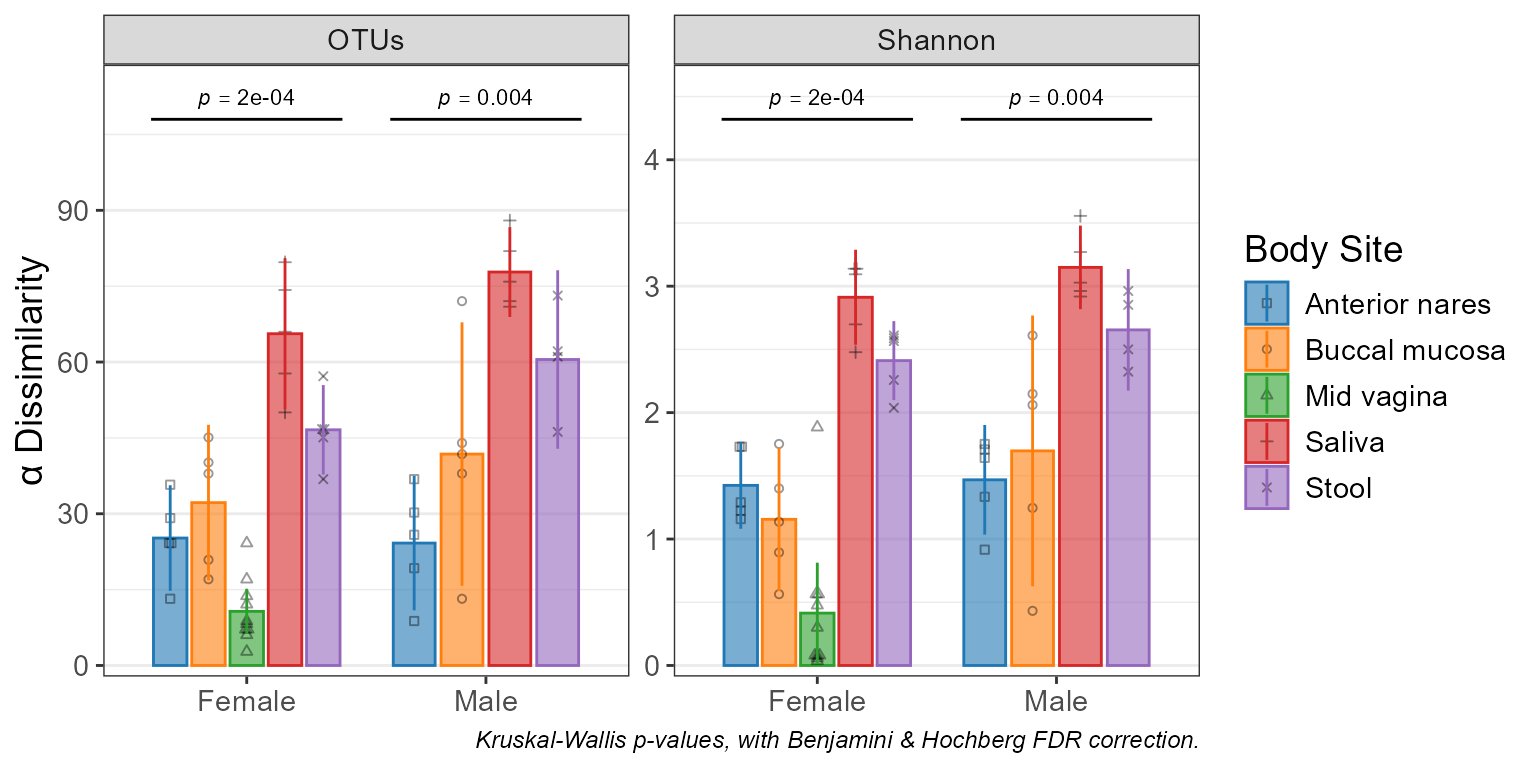 OTUs
Shannon
p = 2e-04
p = 0.004
p = 2e-04
p = 0.004
α Dissimilarity
90
60
30
0
4
3
2
1
0
Female
Male
Female
Male
Body Site
Anterior nares
Buccal mucosa
Mid vagina
Saliva
Stool
Kruskal-Wallis p-values, with Benjamini & Hochberg FDR correction.